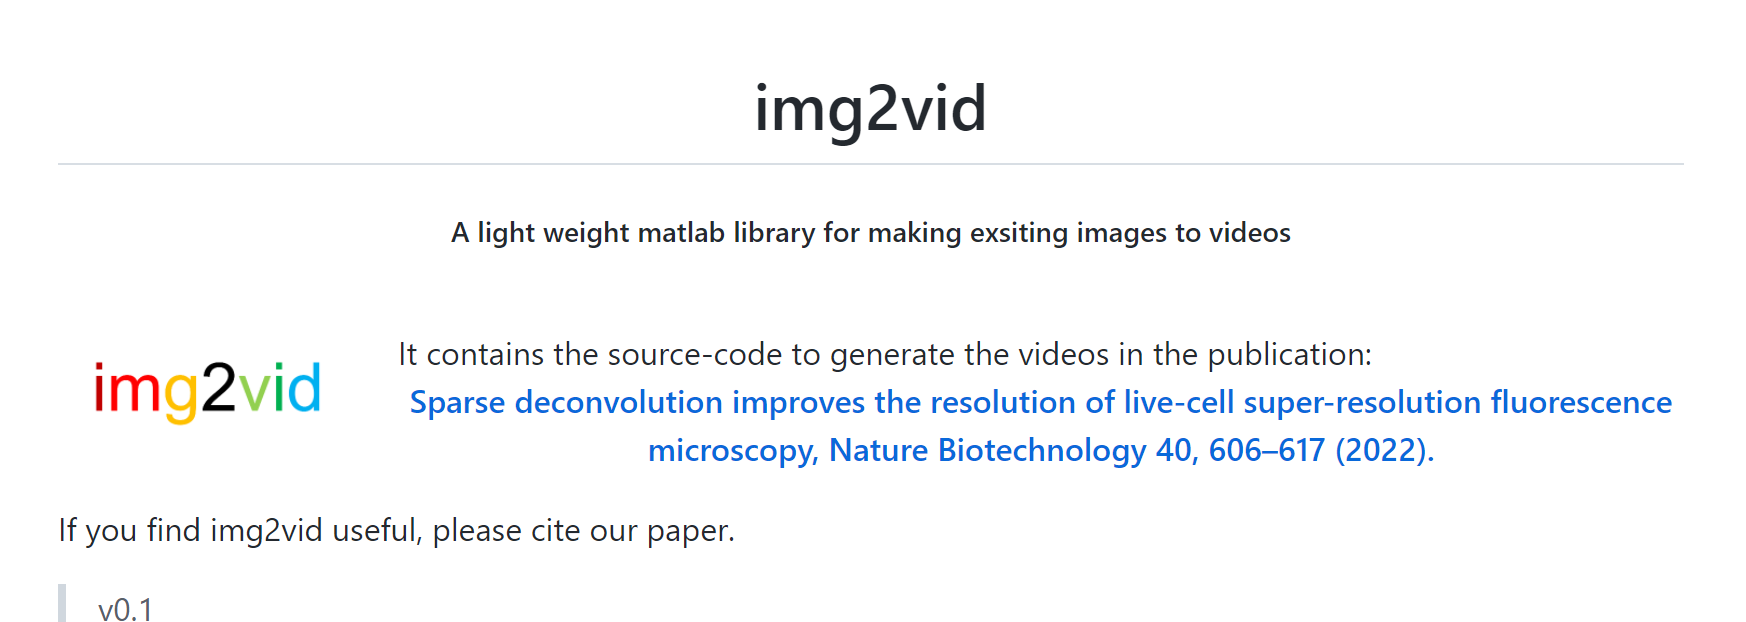 img2vid
A light weight matlab library for making exsiting images to videos
img2vid
It contains the source-code to generate the videos in the publication:
Sparse deconvolution improves the resolution of live-cell super-resolution fluorescence
microscopy, Nature Biotechnology 40, 606–617 (2022).
If you find img2vid useful, please cite our paper.
v0.1